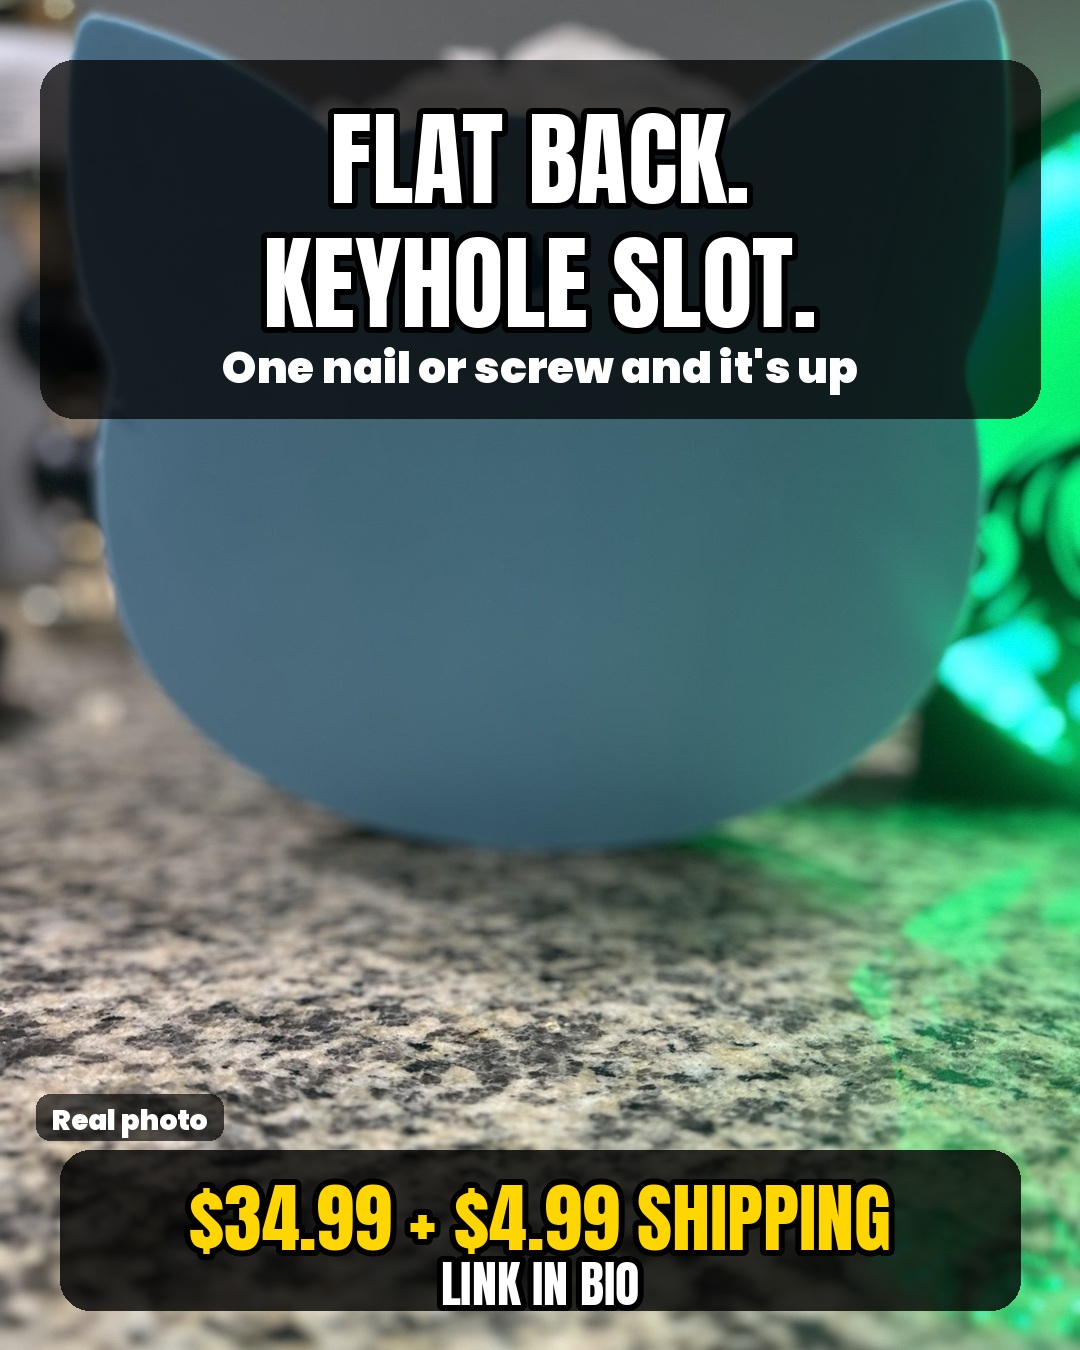 FLAT BACK.
KEYHOLE SLOT.
One nail or screw and it's up
Real photo
$34.99 + $4.99 SHIPPING
LINK IN BIO